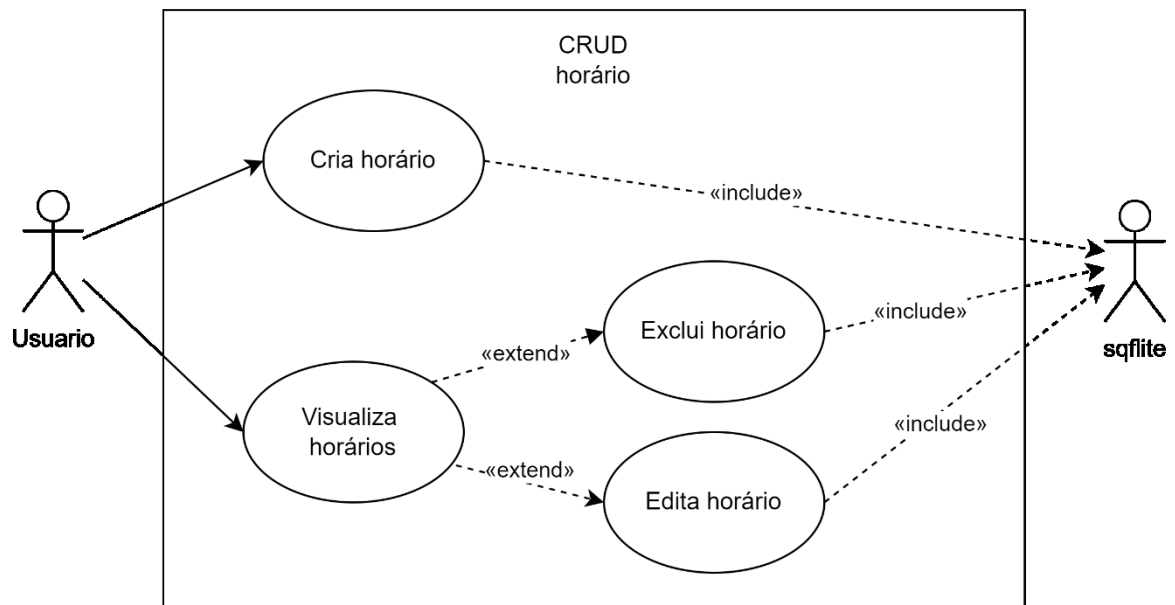 CRUD
horário
Cria horário
«include»
Usuario
sqflite
Exclui horário
«include»
«extend»
Visualiza
horários
«include»
«extend»
Edita horário